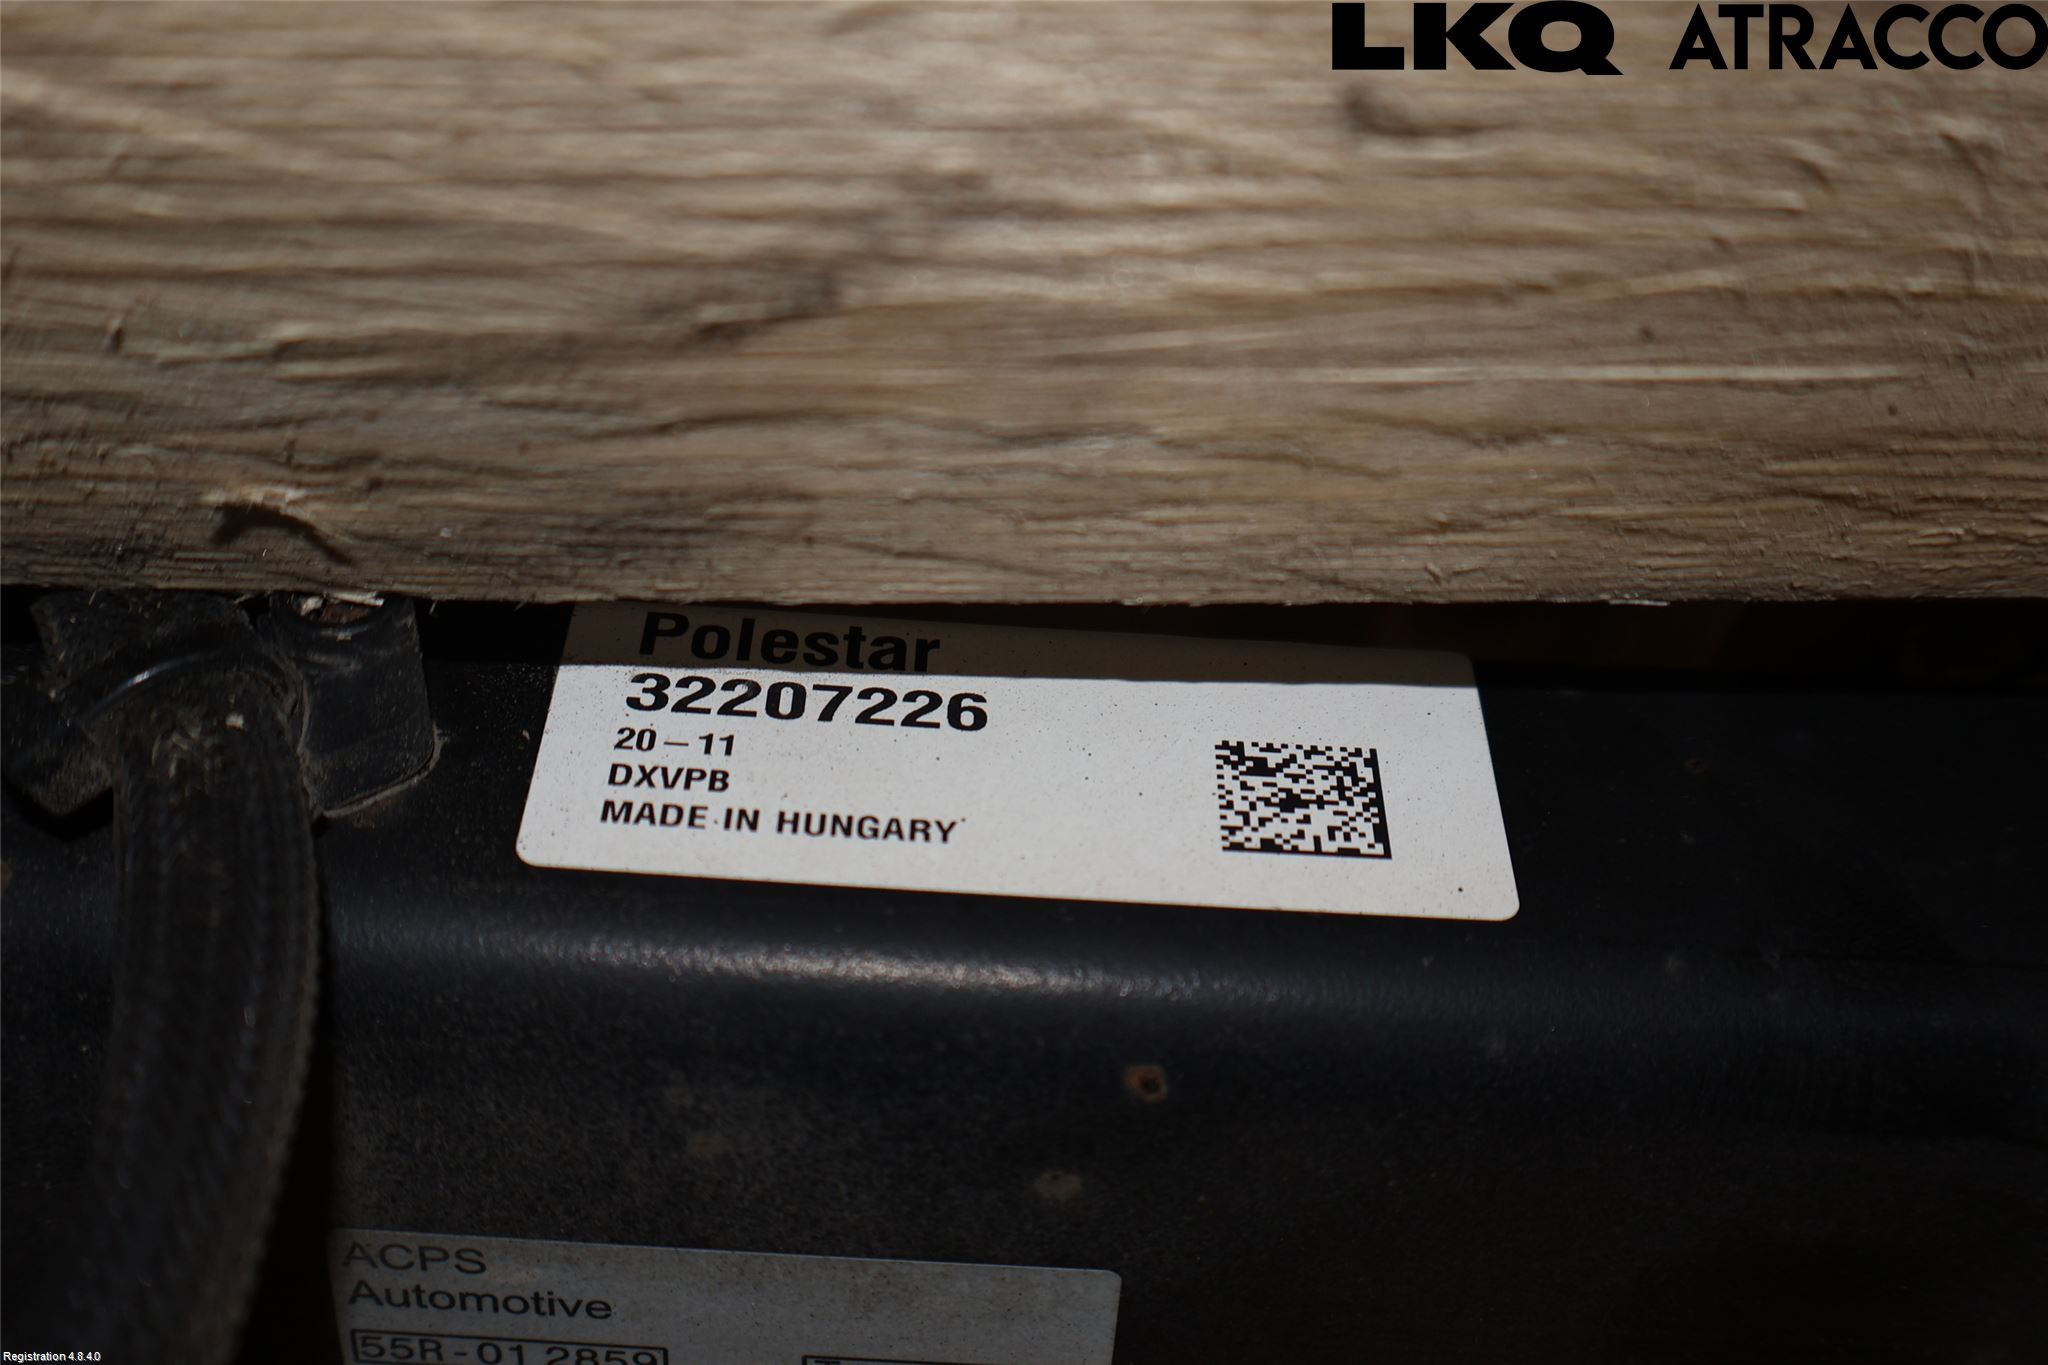 LKQ ATRACCO
Polestar
32207226
20-11
DXVPB
MADE IN HUNGARY
ACPS
Automotive
55R-01 2859
Registration 4.8.4.0